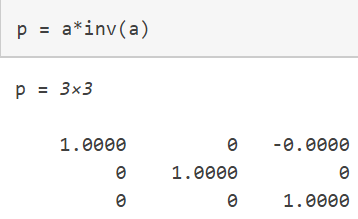 p = a*inv(a)
p = 3×3
1.0000 0 -0.0000
0 1.0000 0
0 0 1.0000